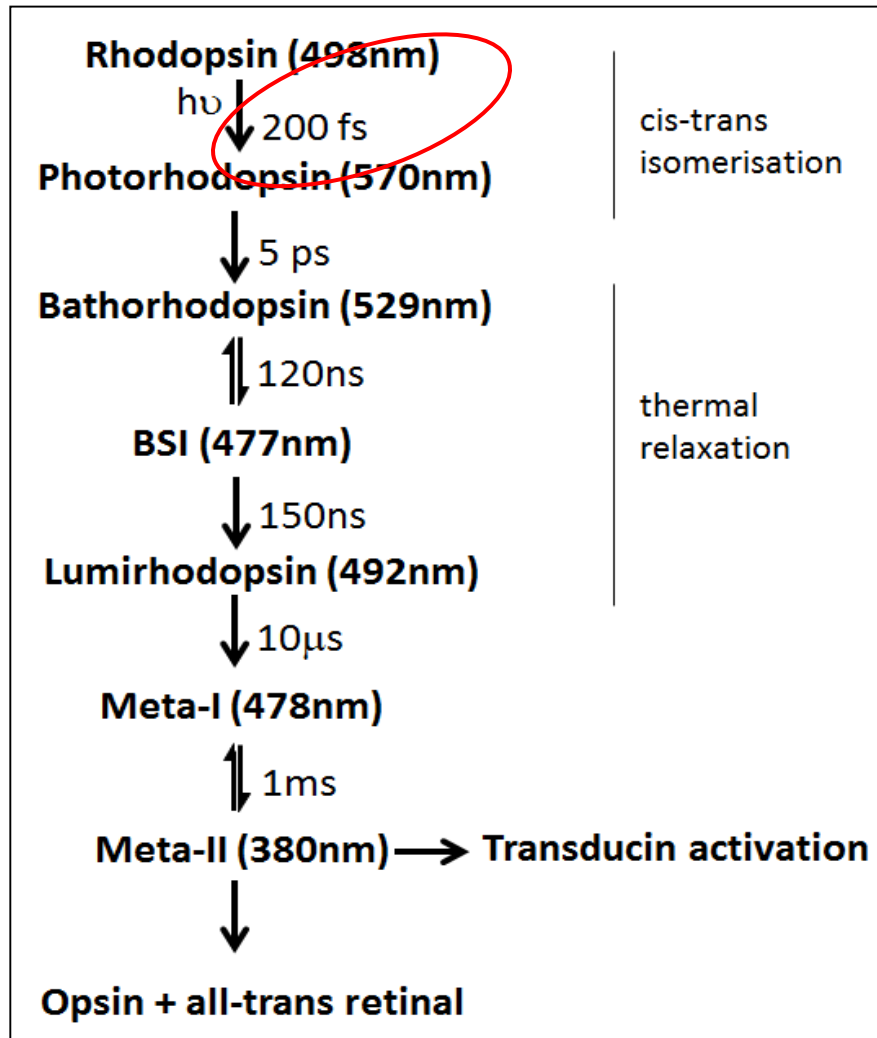 Rhodopsin (498nm)
hυ
200 fs
cis-trans
isomerisation
Photorhodopsin (570nm)
5 ps
Bathorhodopsin (529nm)
120ns
thermal
relaxation
BSI (477nm)
150ns
Lumirhodopsin (492nm)
10μs
Meta-I (478nm)
1ms
Meta-II (380nm) Transducin activation
Opsin + all-trans retinal